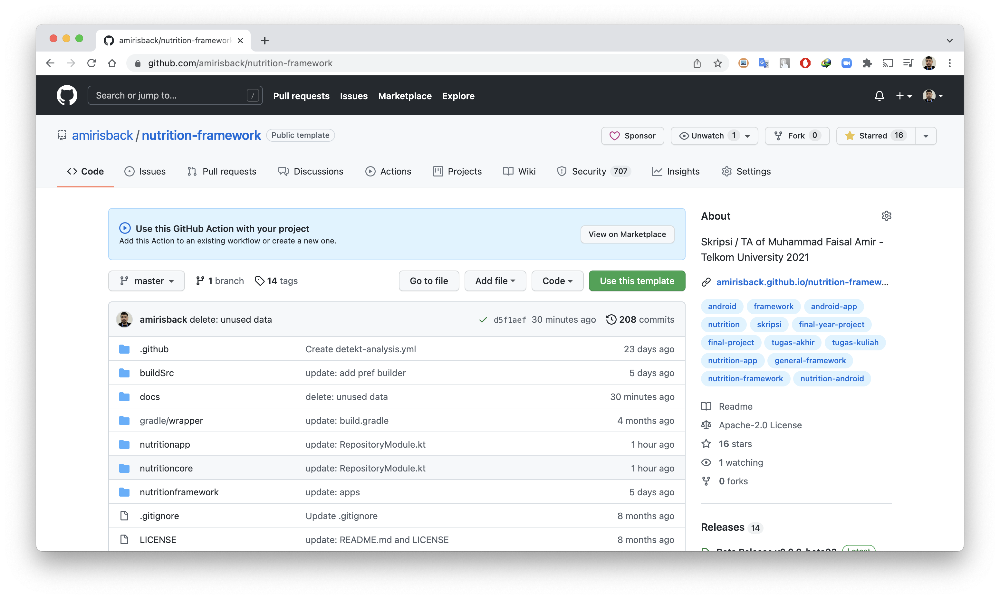 amirisback/nutrition-framework
github.com/amirisback/nutrition-framework
Search or jump to... /
Pull requests Issues Marketplace Explore
amirisback / nutrition-framework Public template
Sponsor Unwatch 1 Fork 0 Starred 16
Code Issues Pull requests Discussions Actions Projects Wiki Security 707 Insights Settings
Use this GitHub Action with your project
Add this Action to an existing workflow or create a new one.
View on Marketplace
master 1 branch 14 tags Go to file Add file Code Use this template
amirisback delete: unused data d5f1aef 30 minutes ago 208 commits
.github Create detekt-analysis.yml 23 days ago
buildSrc update: add pref builder 5 days ago
docs delete: unused data 30 minutes ago
gradle/wrapper update: build.gradle 4 months ago
nutritionapp update: RepositoryModule.kt 1 hour ago
nutritioncore update: RepositoryModule.kt 1 hour ago
nutritionframework update: apps 5 days ago
.gitignore Update .gitignore 8 months ago
LICENSE update: README.md and LICENSE 8 months ago
About
Skripsi / TA of Muhammad Faisal Amir -
Telkom University 2021
amirisback.github.io/nutrition-framew...
android framework android-app
nutrition skripsi final-year-project
final-project tugas-akhir tugas-kuliah
nutrition-app general-framework
nutrition-framework nutrition-android
Readme
Apache-2.0 License
16 stars
1 watching
0 forks
Releases 14
Beta Release Latest